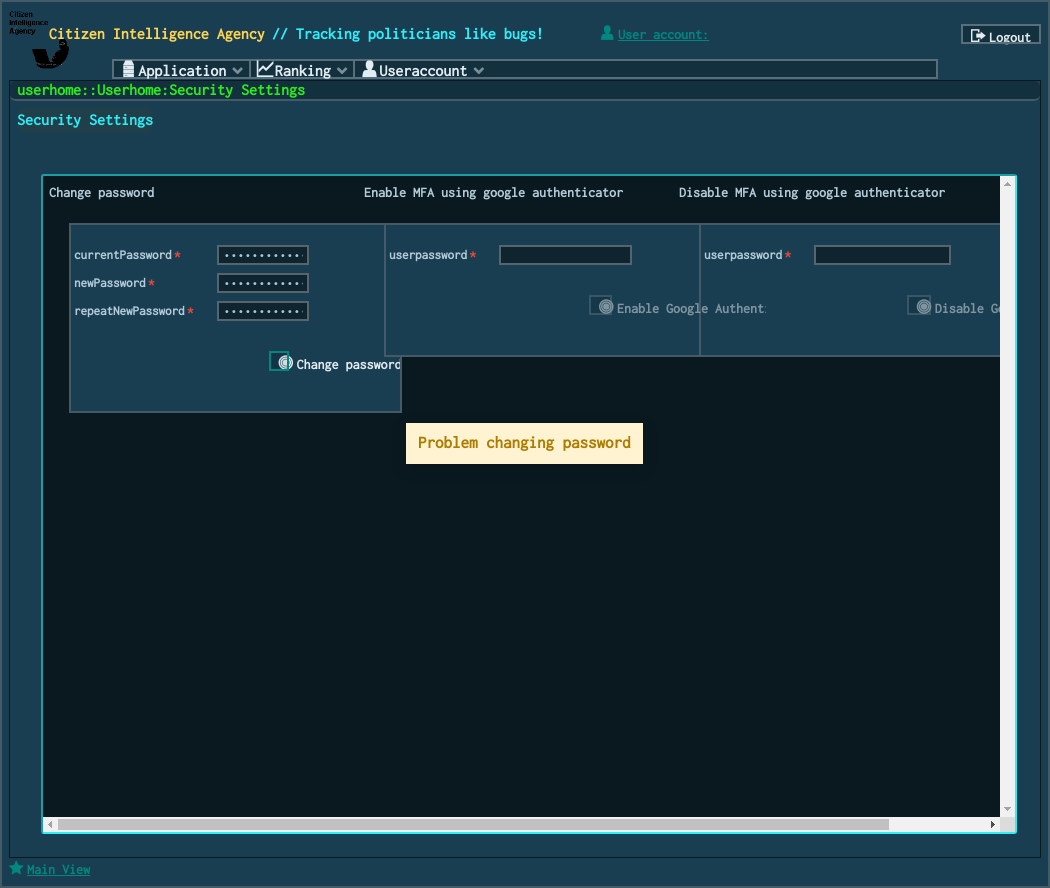 Citizen
Intelligence
Agency
Citizen Intelligence Agency // Tracking politicians like bugs!
User account:
Logout
Application
Ranking
Useraccount
userhome::Userhome:Security Settings
Security Settings
Change password
Enable MFA using google authenticator
Disable MFA using google authenticator
currentPassword*
newPassword*
repeatNewPassword*
Change password
userpassword*
Enable Google Authent
userpassword*
Disable G
Problem changing password
Main View